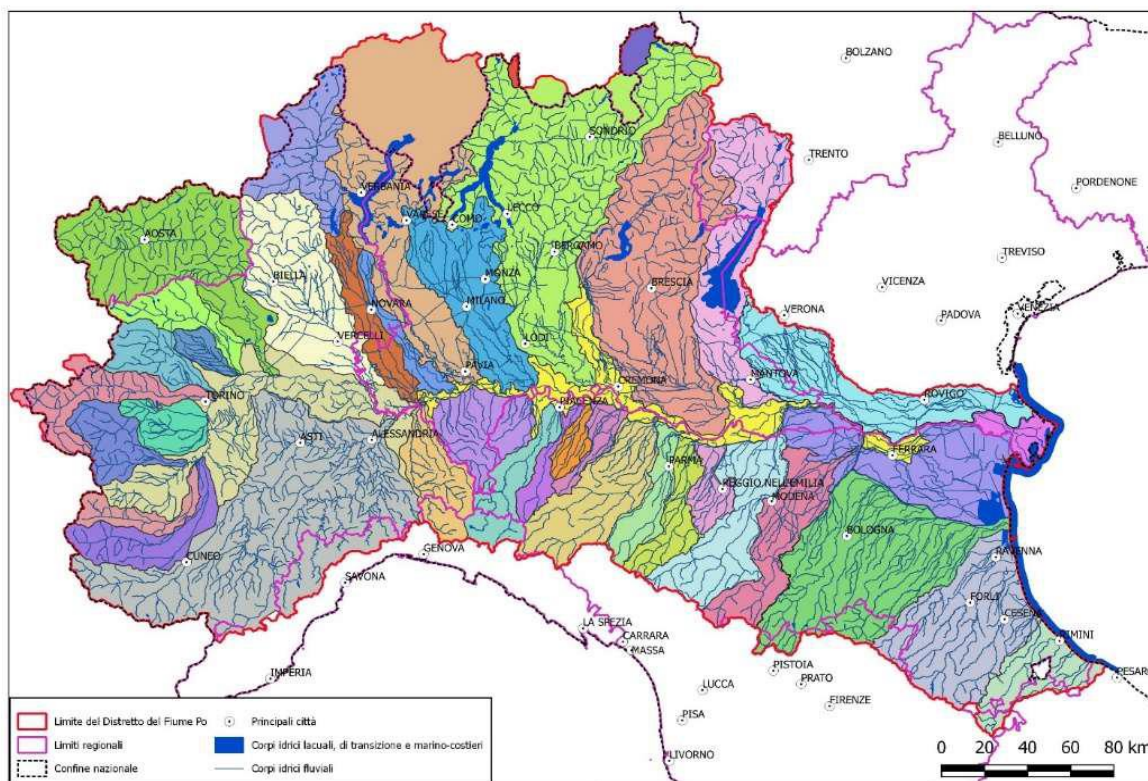 BOLZANO
BELLUNO
SONDRIO
TRENTO
PORDENONE
VERBANIA
LECCO
COMO
AOSTA
BERGAMO
TREVISO
MONZA
BIELLA
BRESCIA
VICENZA
NOVARA
MILANO
VERONA
PADOVA
VENEZIA
VERCELLI
LODI
PAVIA
CREMONA
MANTOVA
TORINO
PIACENZA
ROVIGO
ASTI
ALESSANDRIA
FERRARA
PARMA
REGGIO NELL'EMILIA
MODENA
BOLOGNA
GENOVA
RAVENNA
CUNEO
SAVONA
FORLI
CESENA
LA SPEZIA
RIMINI
CARRARA
MASSA
IMPERIA
PISTOIA
PESAR
PRATO
LUCCA
FIRENZE
PISA
LIVORNO
Limite del Distretto del Fiume Po
Principali città
Limiti regionali
Corpi idrici lacuali, di transizione e marino-costieri
Confine nazionale
Corpi idrici fluviali
0 20 40 60 80 km